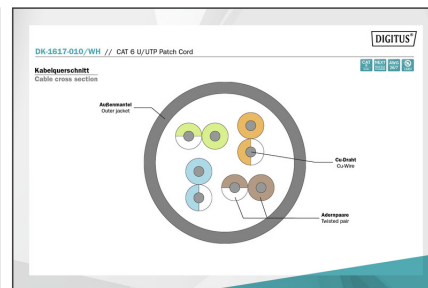 DIGITUS®
DK-1617-010/WH // CAT 6 U/UTP Patch Cord
Kabelquerschnitt
Cable cross section
Außenmantel
Outer jacket
Cu-Draht
Cu-Wire
Adernpaare
Twisted pair